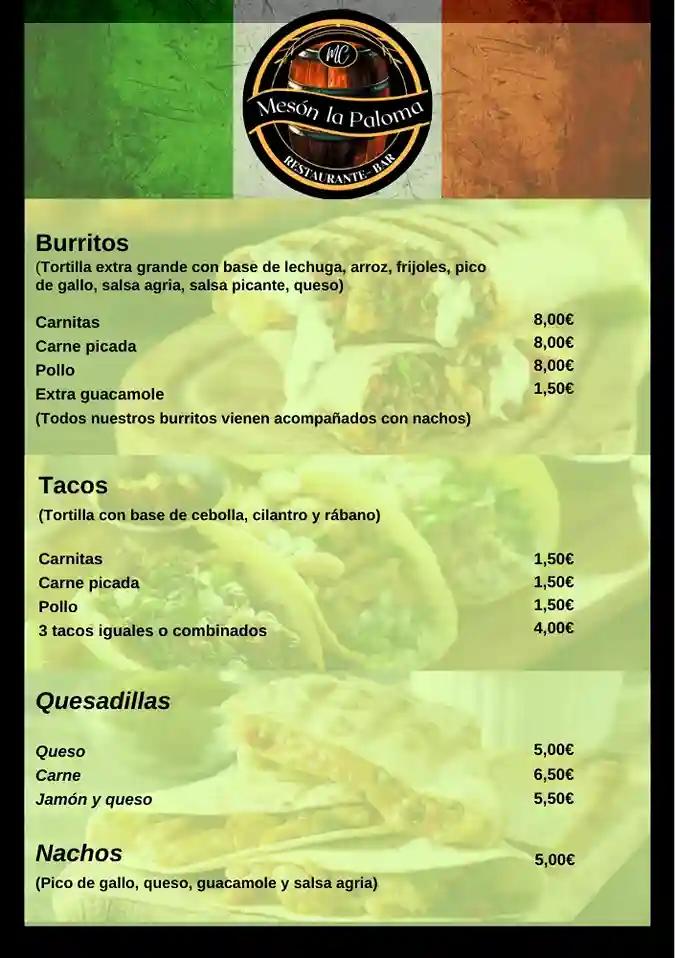 MC
Mesón la Paloma
RESTAURANTE-BAR
Burritos
(Tortilla extra grande con base de lechuga, arroz, frijoles, pico
de gallo, salsa agria, salsa picante, queso)
Carnitas 8,00€
Carne picada 8,00€
Pollo 8,00€
Extra guacamole 1,50€
(Todos nuestros burritos vienen acompañados con nachos)
Tacos
(Tortilla con base de cebolla, cilantro y rábano)
Carnitas 1,50€
Carne picada 1,50€
Pollo 1,50€
3 tacos iguales o combinados 4,00€
Quesadillas
Queso 5,00€
Carne 6,50€
Jamón y queso 5,50€
Nachos 5,00€
(Pico de gallo, queso, guacamole y salsa agria)